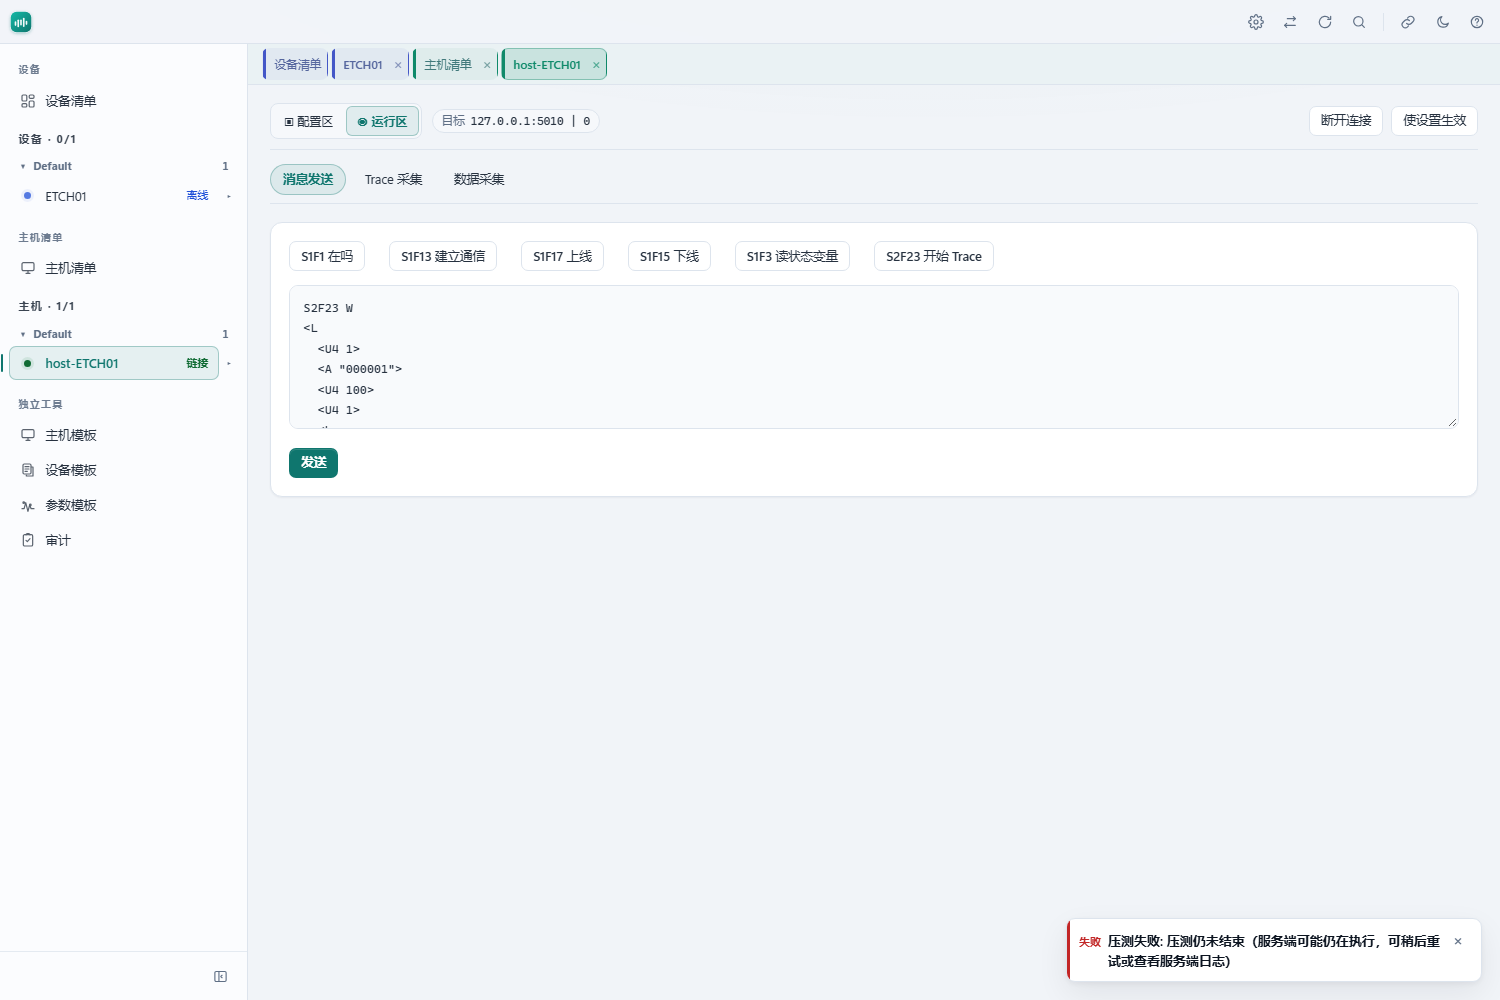 设备
设备清单
设备 · 0/1
Default 1
ETCH01 离线
主机清单
主机清单
主机 · 1/1
Default 1
host-ETCH01 链接
独立工具
主机模板
设备模板
参数模板
审计
设备清单 ETCH01 × 主机清单 × host-ETCH01 ×
配置区 运行区 目标 127.0.0.1:5010 | 0 断开连接 使设置生效
消息发送 Trace 采集 数据采集
S1F1 在吗 S1F13 建立通信 S1F17 上线 S1F15 下线 S1F3 读状态变量 S2F23 开始 Trace
S2F23 W
<L
<U4 1>
<A "000001">
<U4 100>
<U4 1>
发送
失败 压测失败: 压测仍未结束（服务端可能仍在执行，可稍后重 ×
试或查看服务端日志）